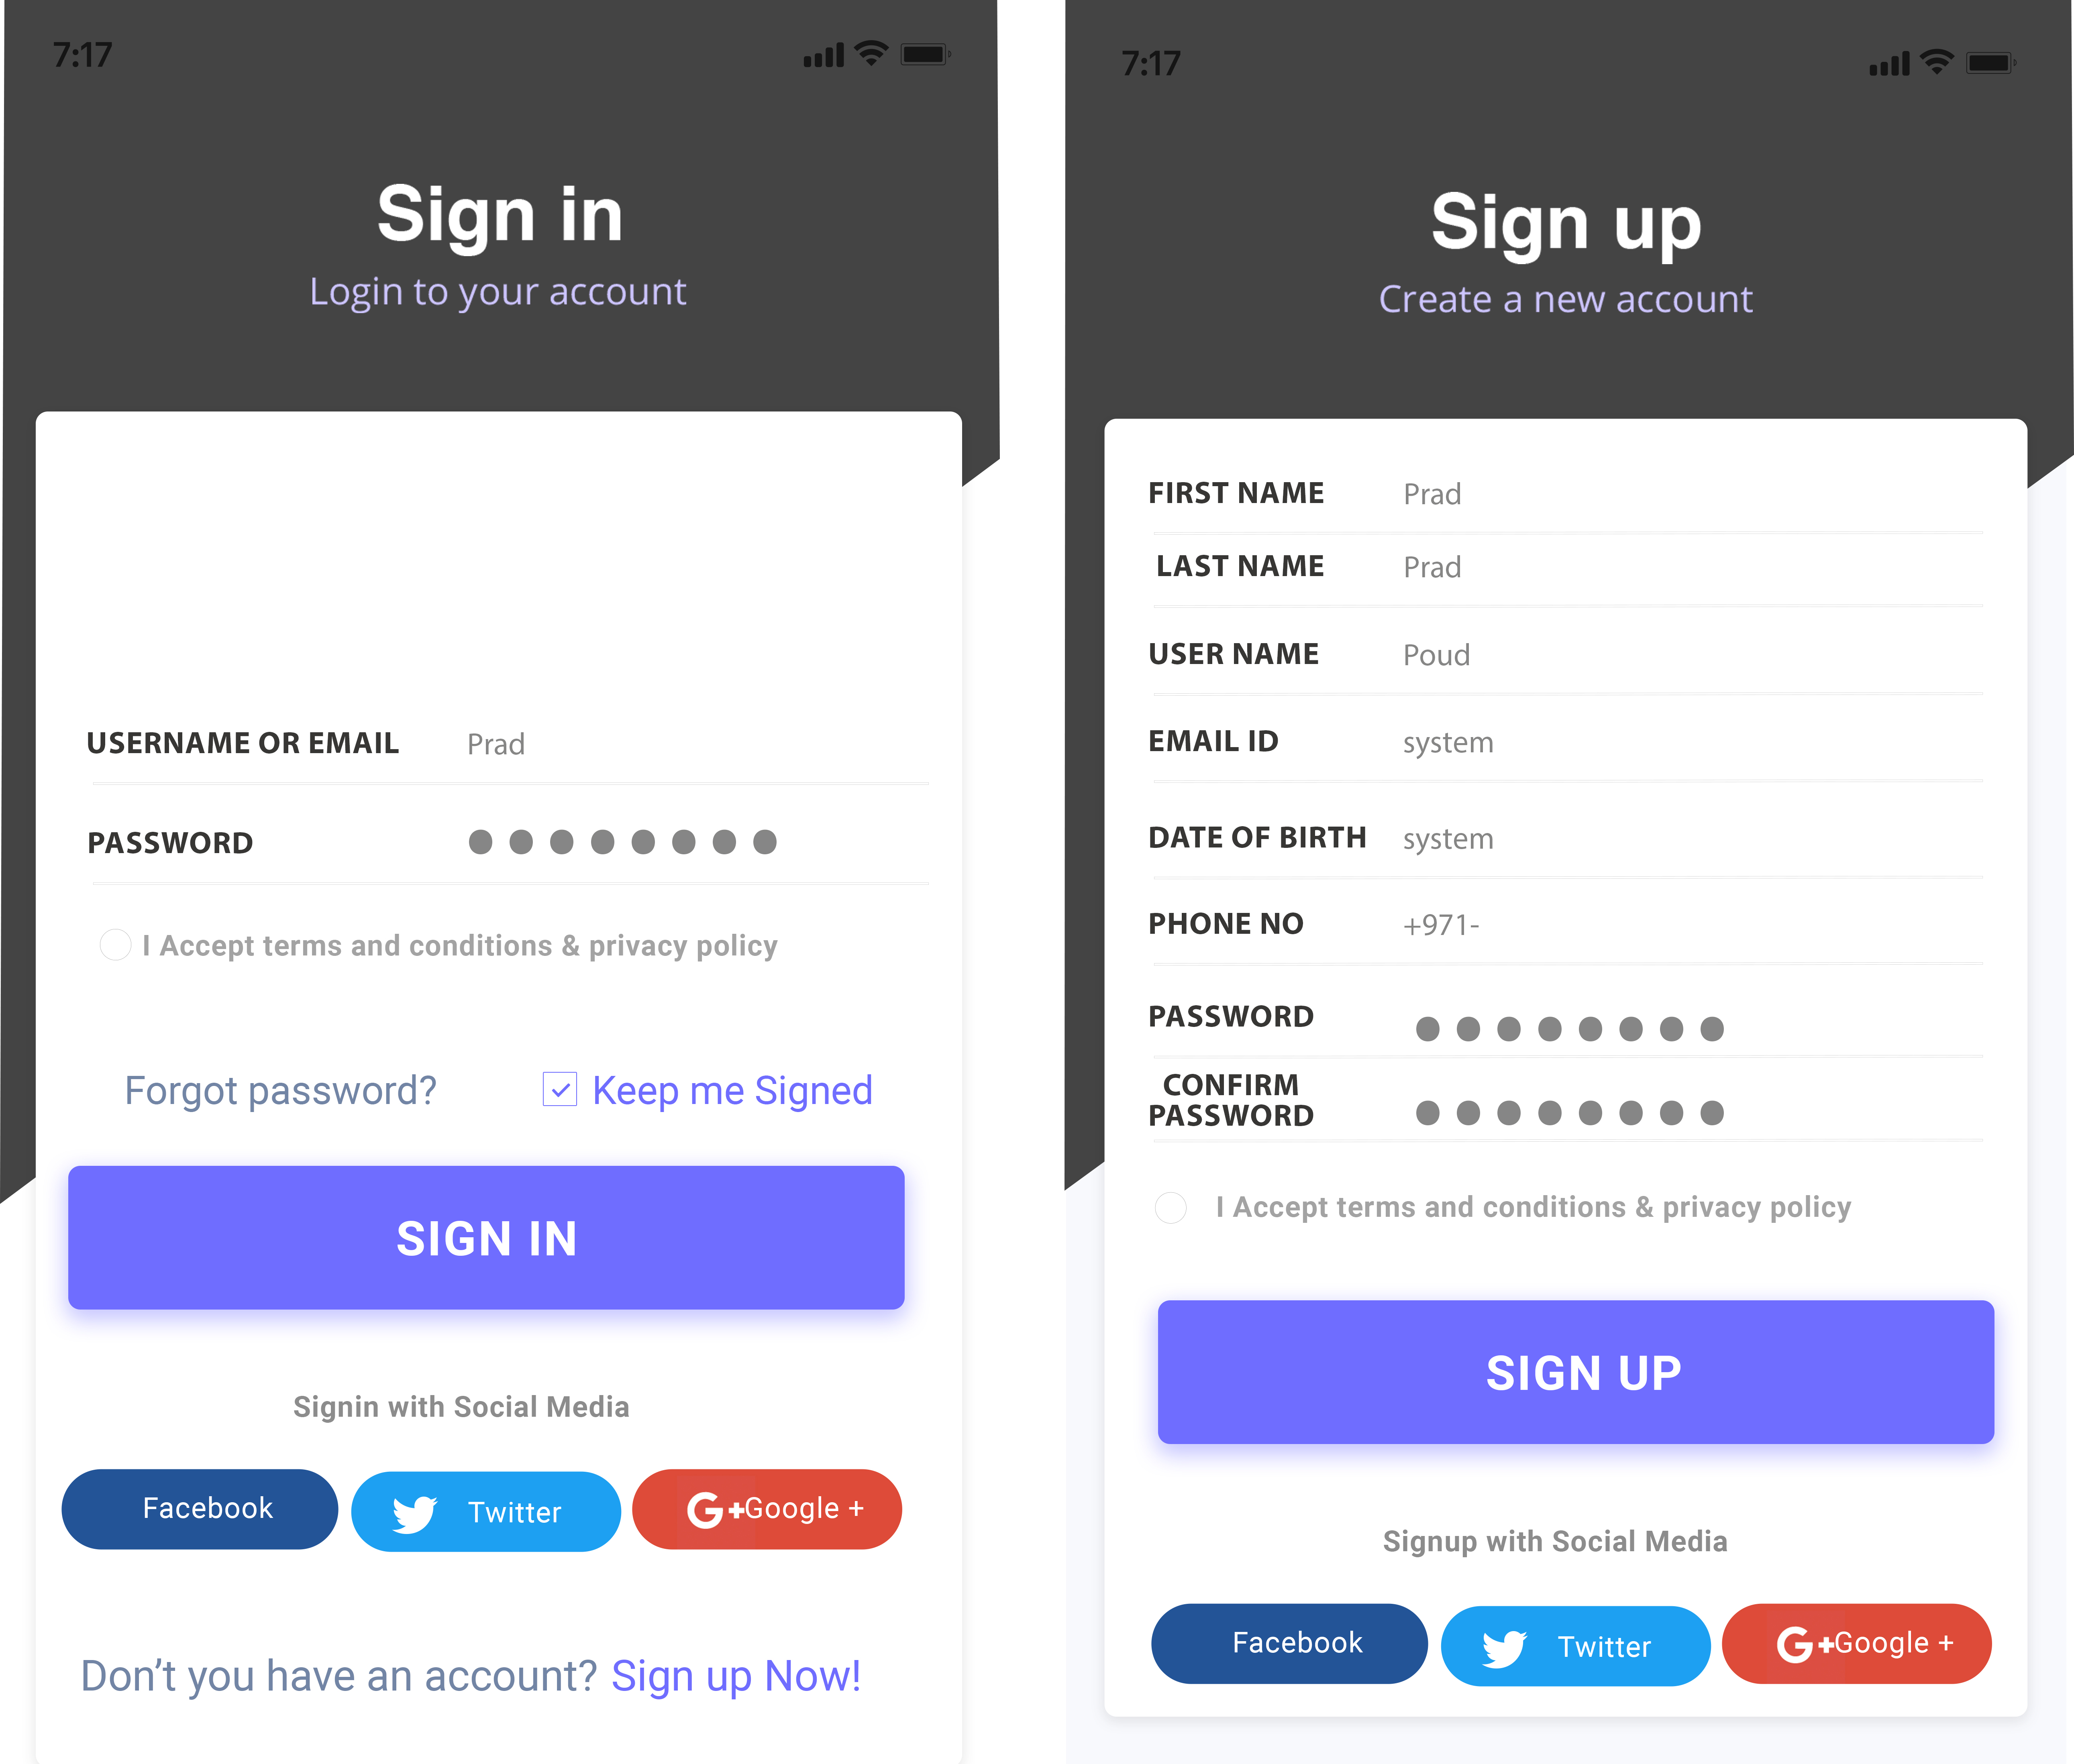 7:17
Sign in
Login to your account
USERNAME OR EMAIL Prad
PASSWORD
I Accept terms and conditions & privacy policy
Forgot password? Keep me Signed
SIGN IN
Signin with Social Media
Facebook Twitter G+ Google +
Don’t you have an account? Sign up Now!
7:17
Sign up
Create a new account
FIRST NAME Prad
LAST NAME Prad
USER NAME Poud
EMAIL ID system
DATE OF BIRTH system
PHONE NO +971-
PASSWORD
CONFIRM
PASSWORD
I Accept terms and conditions & privacy policy
SIGN UP
Signup with Social Media
Facebook Twitter G+ Google +